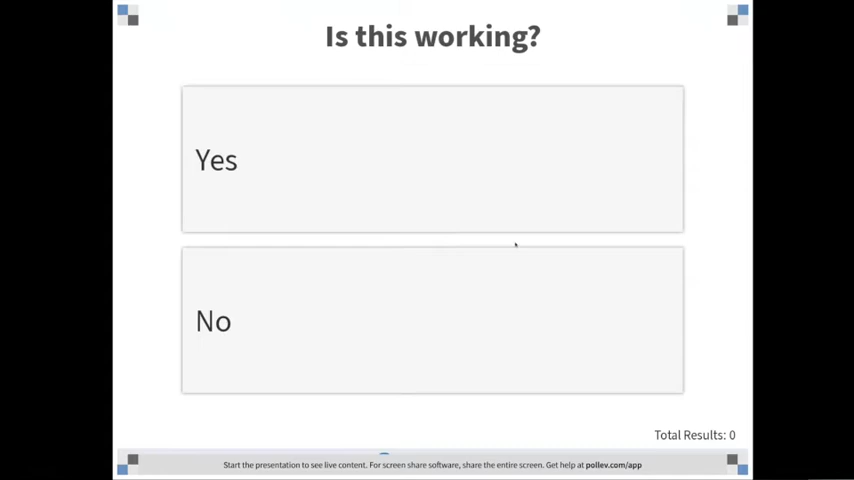 Is this working?
Yes
No
Total Results: 0
Start the presentation to see live content. For screen share software, share the entire screen. Get help at pollev.com/app